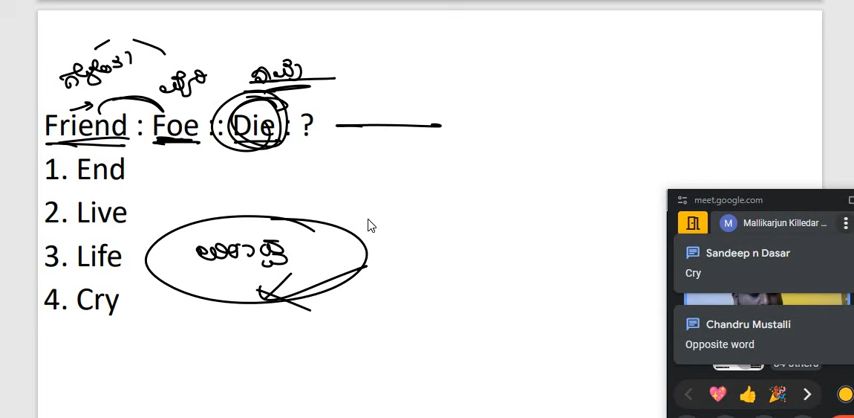 Friend : Foe :: Die : ?
1. End
2. Live
3. Life
4. Cry
meet.google.com
M Mallikarjun Killedar ...
Sandeep n Dasar
Cry
Chandru Mustalli
Opposite word